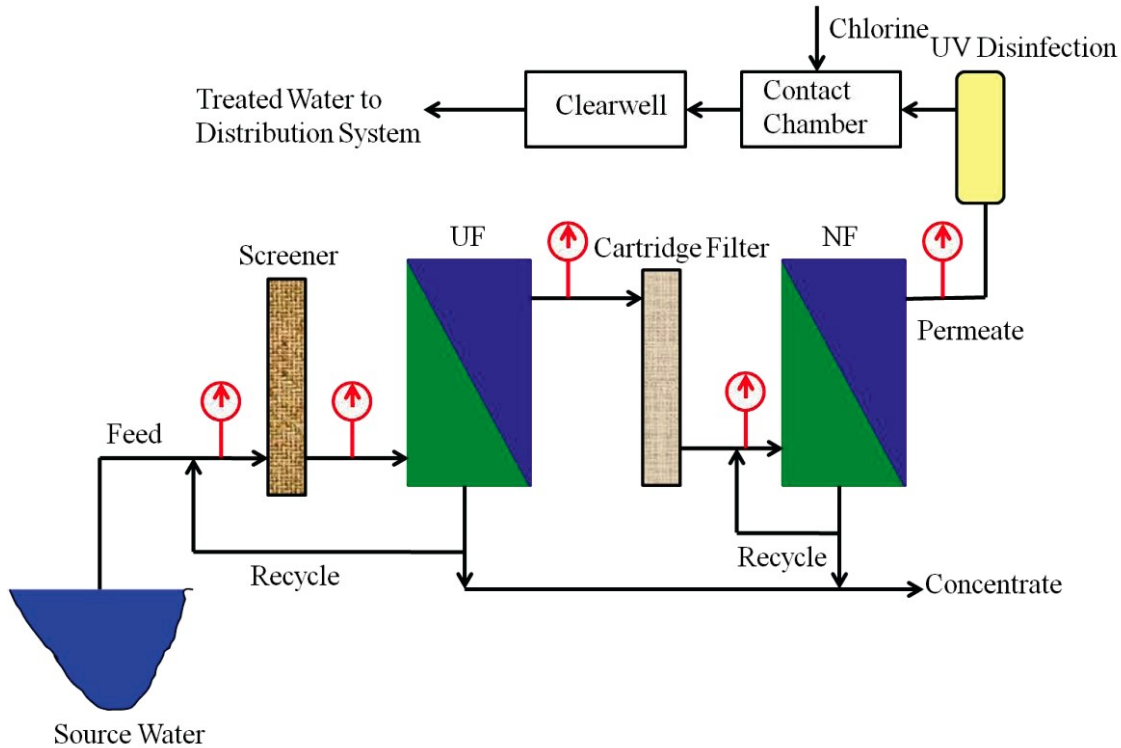 Chlorine
UV Disinfection
Treated Water to
Distribution System
Clearwell
Contact
Chamber
UF
Cartridge Filter
NF
Screener
Permeate
Feed
Recycle
Recycle
Concentrate
Source Water